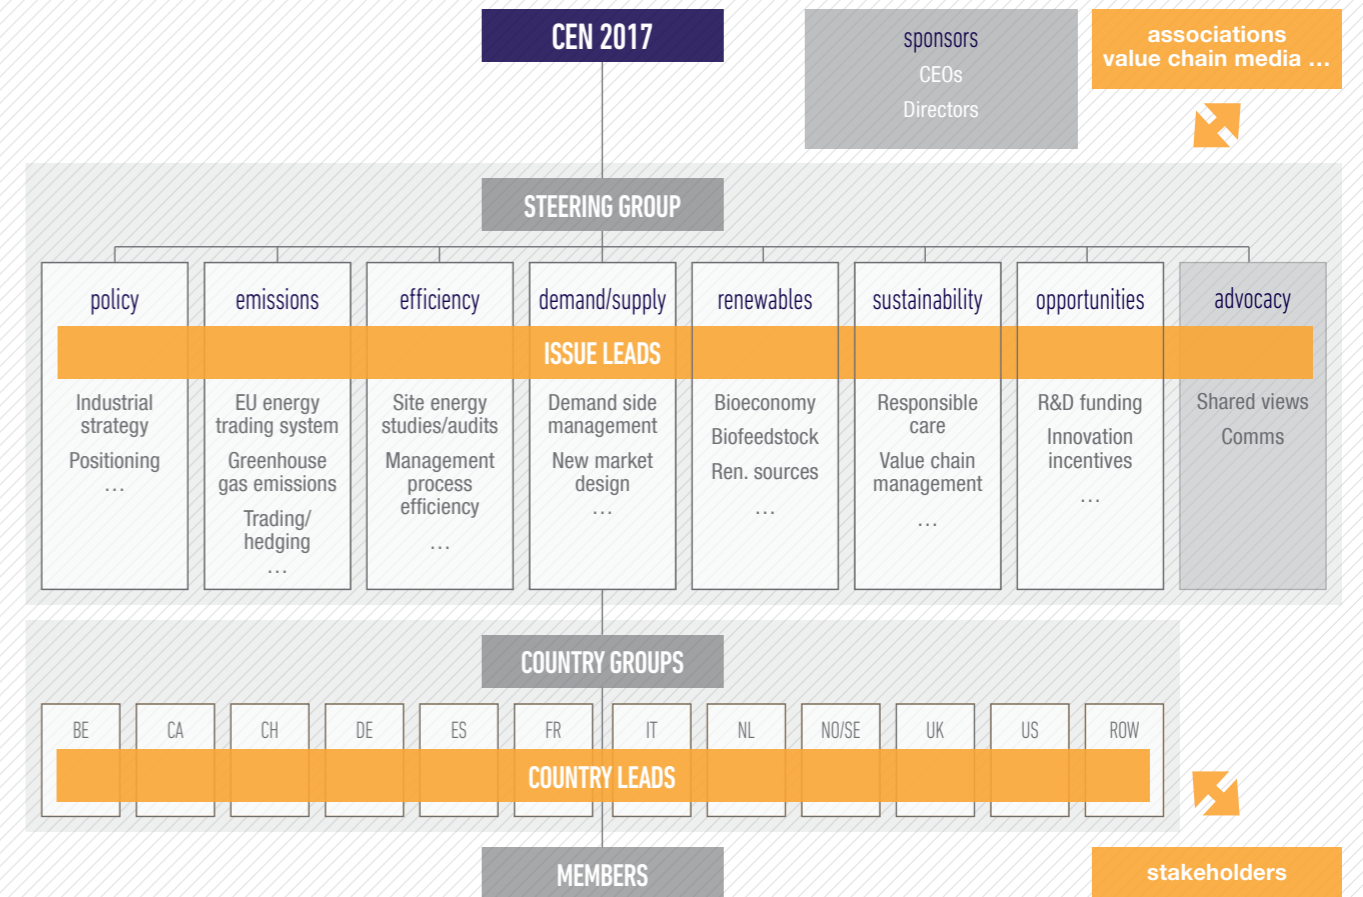 CEN 2017
sponsors
CEOs
Directors
associations
value chain media ...
STEERING GROUP
policy
emissions
efficiency
demand/supply
renewables
sustainability
opportunities
advocacy
ISSUE LEADS
Industrial
strategy
Positioning
...
EU energy
trading system
Greenhouse
gas emissions
Trading/
hedging
...
Site energy
studies/audits
Management
process
efficiency
...
Demand side
management
New market
design
...
Bioeconomy
Biofeedstock
Ren. sources
...
Responsible
care
Value chain
management
...
R&D funding
Innovation
incentives
...
Shared views
Comms
COUNTRY GROUPS
BE
CA
CH
DE
ES
FR
IT
NL
NO/SE
UK
US
ROW
COUNTRY LEADS
MEMBERS
stakeholders